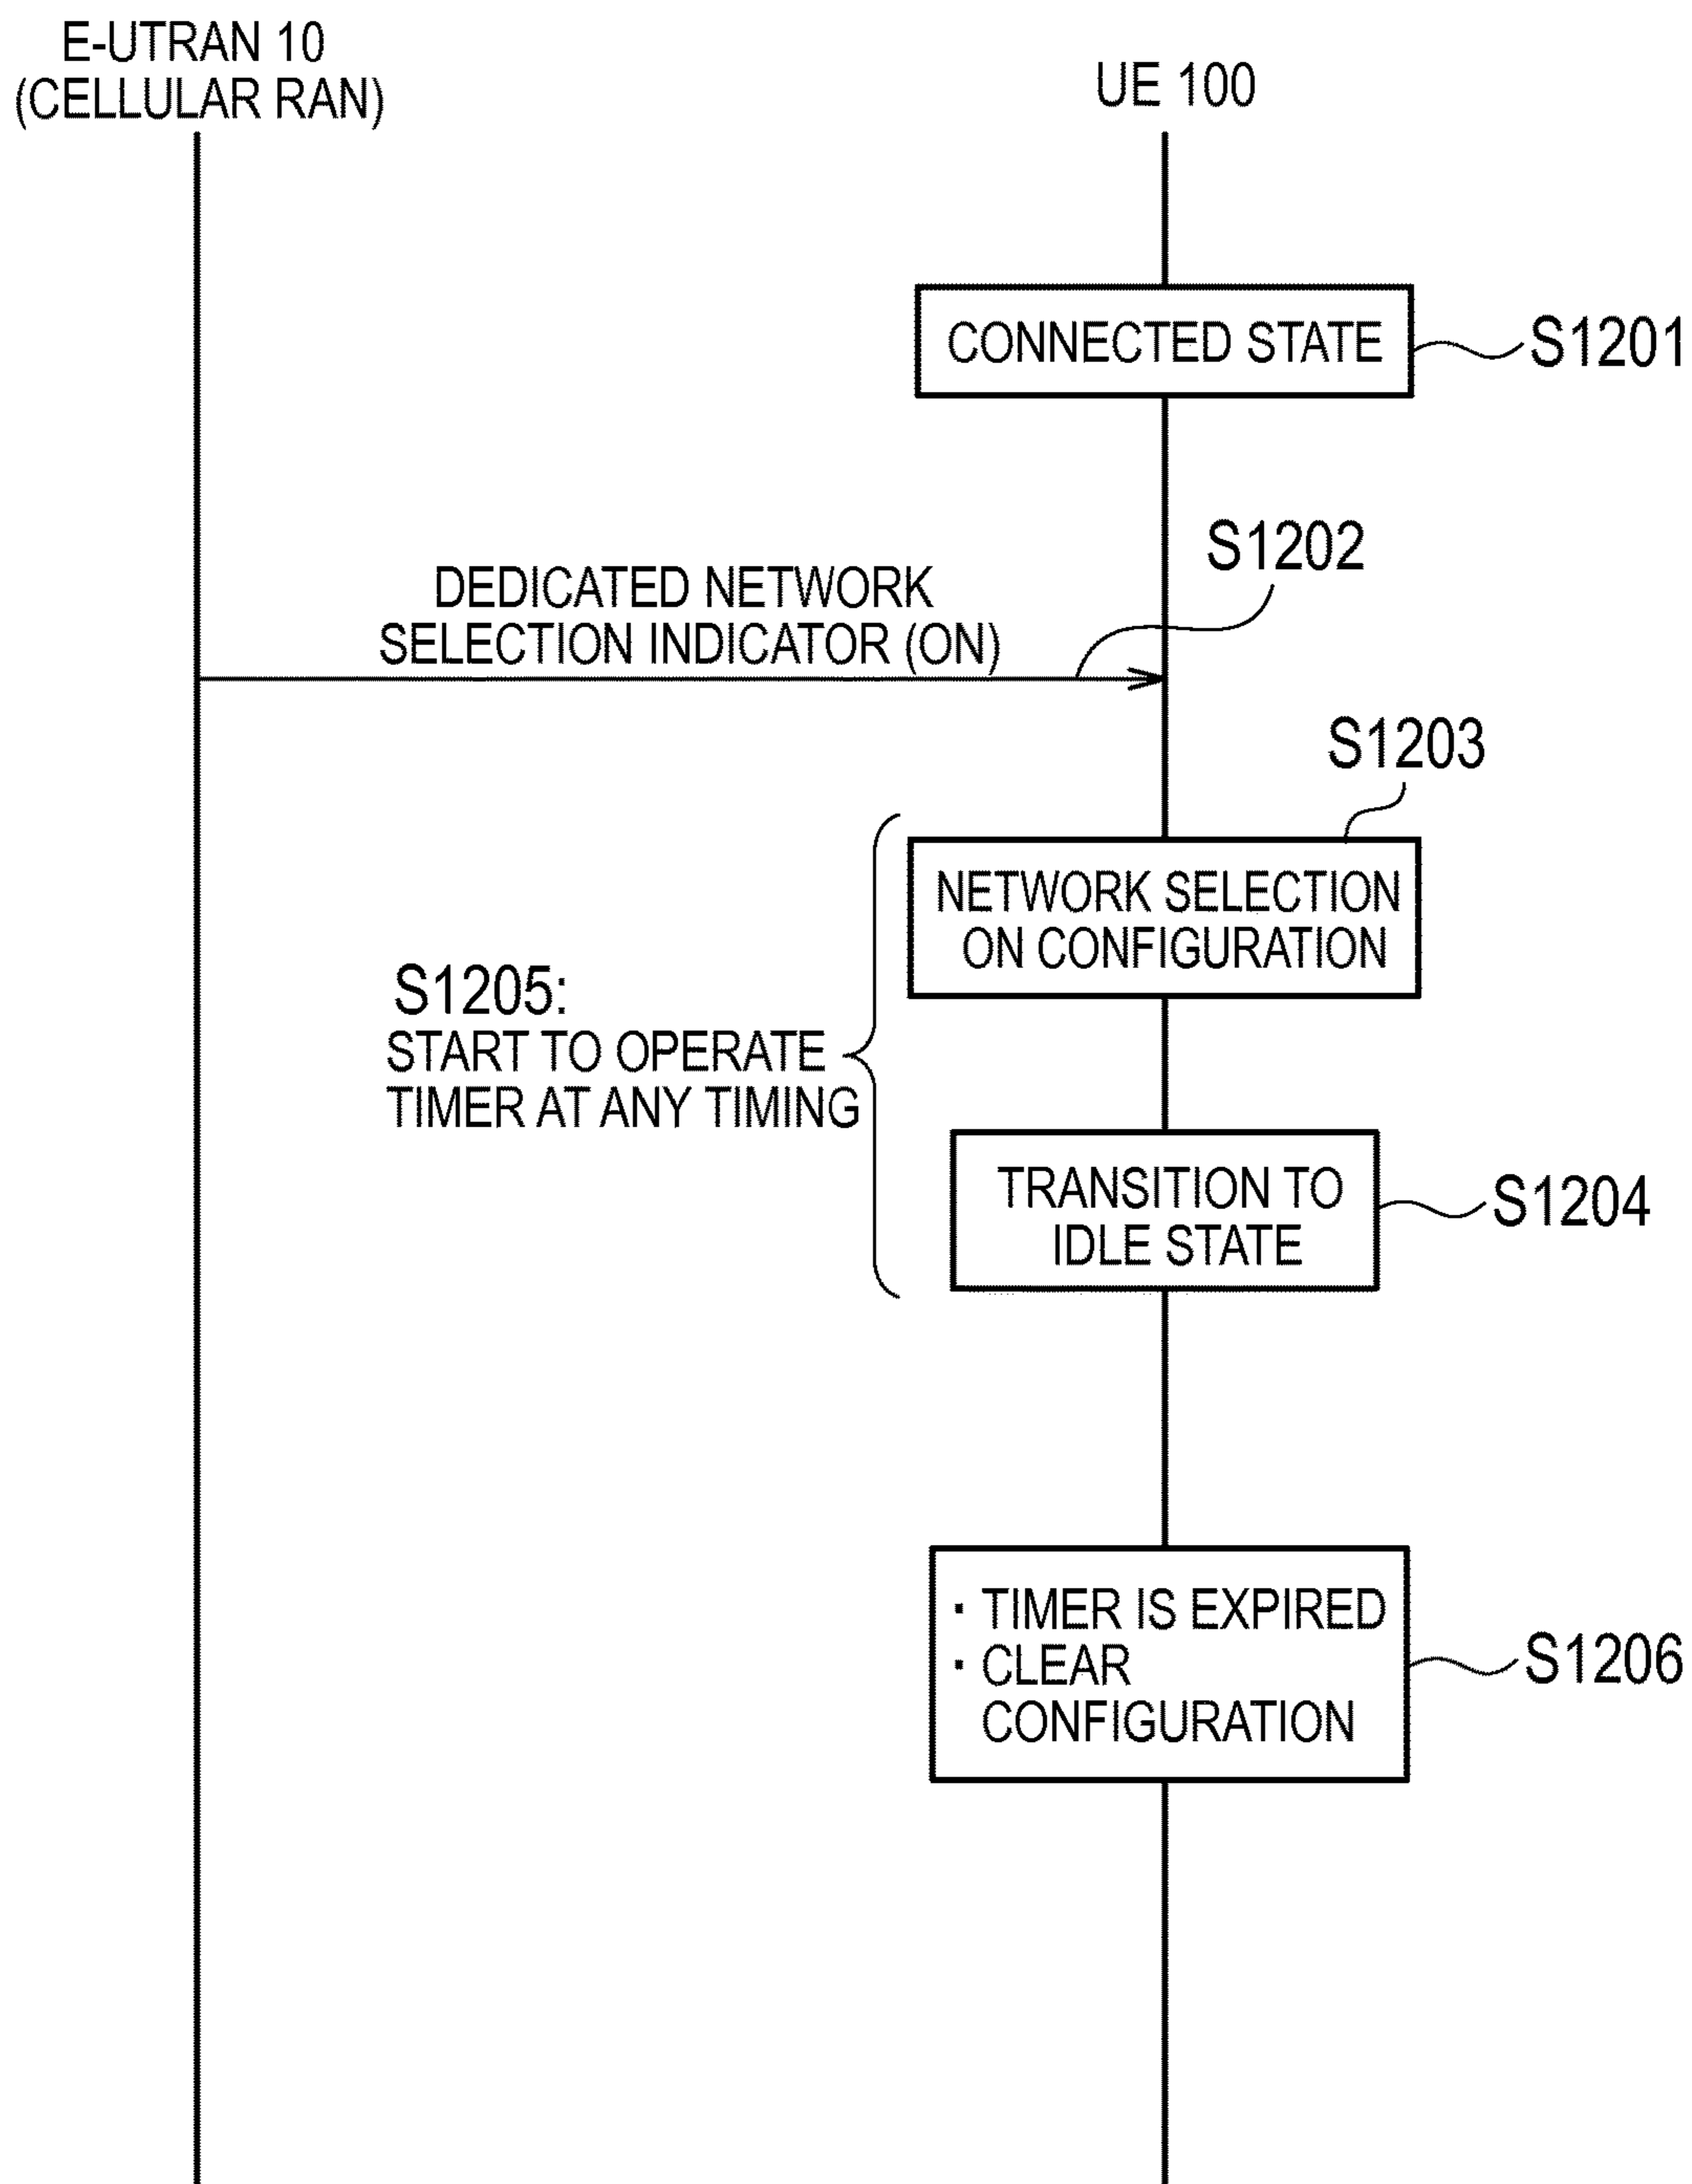 E-UTRAN 10
(CELLULAR RAN)
UE 100
CONNECTED STATE
S1201
S1202
DEDICATED NETWORK
SELECTION INDICATOR (ON)
S1203
NETWORK SELECTION
ON CONFIGURATION
S1205:
START TO OPERATE
TIMER AT ANY TIMING
TRANSITION TO
IDLE STATE
S1204
· TIMER IS EXPIRED
· CLEAR
CONFIGURATION
S1206